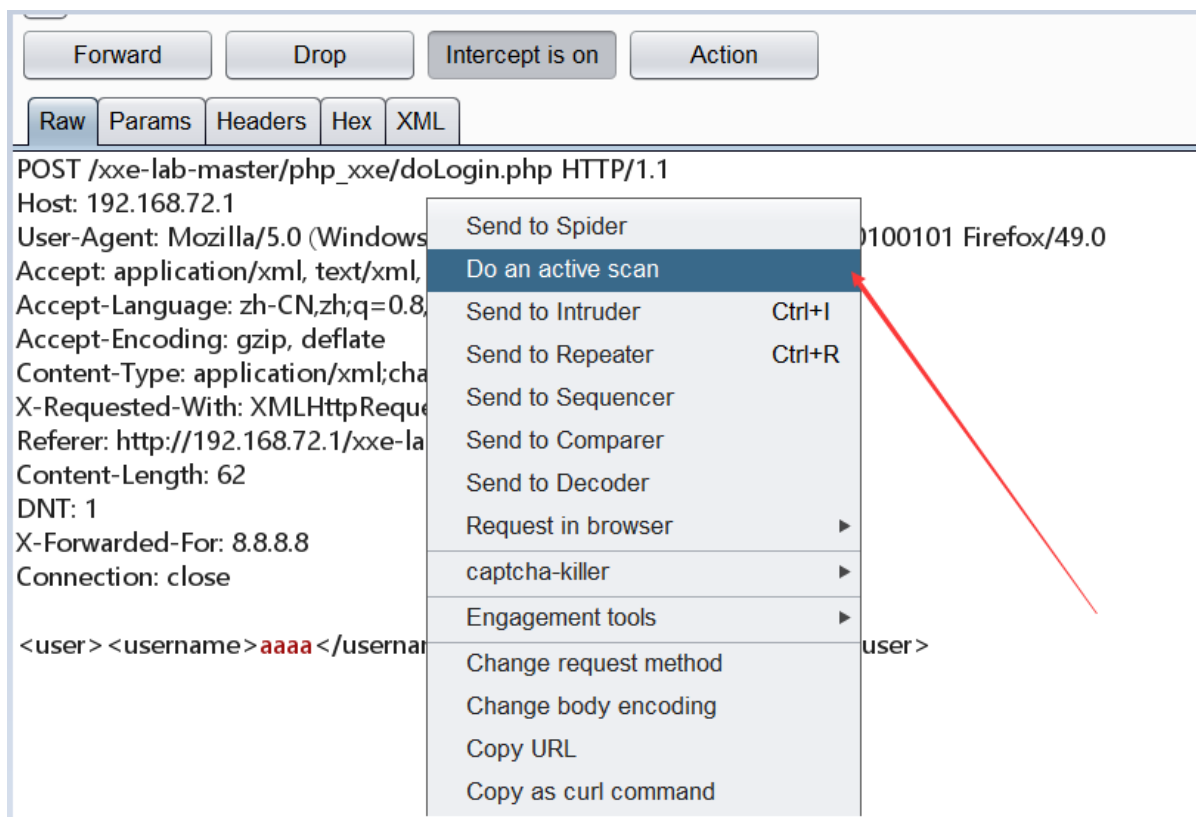 Forward Drop Intercept is on Action
Raw Params Headers Hex XML
POST /xxe-lab-master/php_xxe/doLogin.php HTTP/1.1
Host: 192.168.72.1
User-Agent: Mozilla/5.0 (Windows 0100101 Firefox/49.0
Accept: application/xml, text/xml,
Accept-Language: zh-CN,zh;q=0.8,
Accept-Encoding: gzip, deflate
Content-Type: application/xml;cha
X-Requested-With: XMLHttpReque
Referer: http://192.168.72.1/xxe-la
Content-Length: 62
DNT: 1
X-Forwarded-For: 8.8.8.8
Connection: close
<user><username>aaaa</usernar user>
Send to Spider
Do an active scan
Send to Intruder Ctrl+I
Send to Repeater Ctrl+R
Send to Sequencer
Send to Comparer
Send to Decoder
Request in browser
captcha-killer
Engagement tools
Change request method
Change body encoding
Copy URL
Copy as curl command